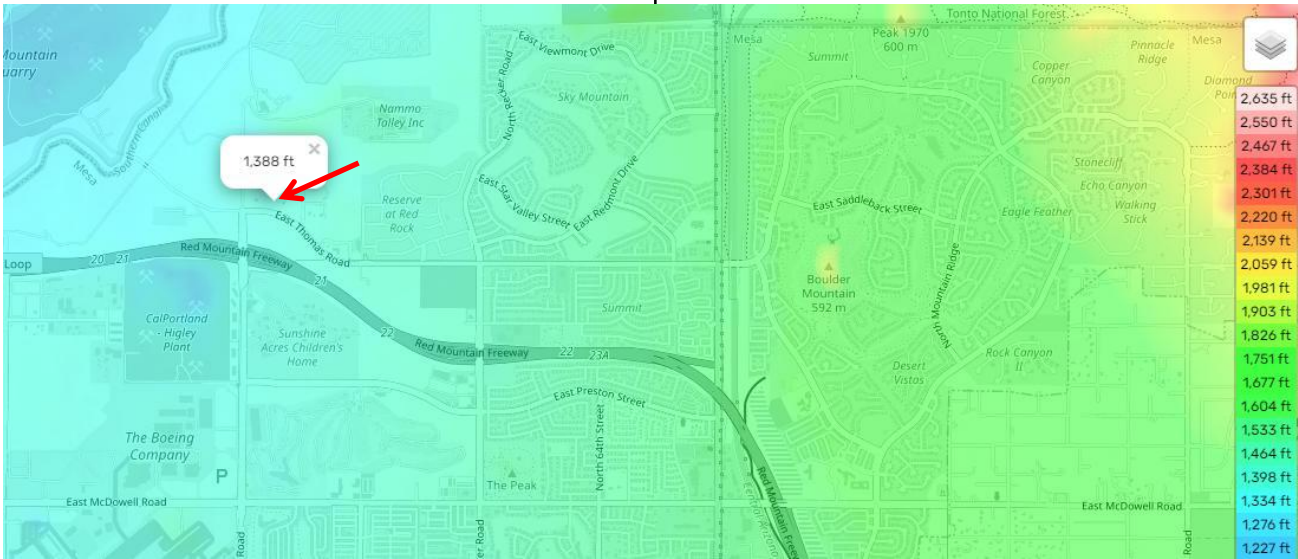 Tonto National Forest
Mesa
Peak 1970
600 m
Summit
Pinnacle
Ridge
Mesa
Copper
Canyon
Diamond
East Viewmont Drive
North Recker Road
Sky Mountain
Mountain
Nammo
Talley Inc
Southern Canal
Mesa
1,388 ft
×
Reserve
at Red
Rock
East Star Valley Street
East Redmont Drive
Stonecliff
Echo Canyon
Walking
Stick
Eagle Feather
East Saddleback Street
East Thomas Road
Red Mountain Freeway
Loop
20
21
21
Boulder
Mountain
592 m
North Mountain Ridge
CalPortland
- Higley
Plant
Sunshine
Acres Children's
Home
22
Red Mountain Freeway
22
23A
Summit
Rock Canyon
II
Desert
Vistas
East Preston Street
North 64th Street
The Boeing
Company
P
The Peak
East McDowell Road
East McDowell Road
Red Mountain
Road
Road
Road
2,635 ft
2,550 ft
2,467 ft
2,384 ft
2,301 ft
2,220 ft
2,139 ft
2,059 ft
1,981 ft
1,903 ft
1,826 ft
1,751 ft
1,677 ft
1,604 ft
1,533 ft
1,464 ft
1,398 ft
1,334 ft
1,276 ft
1,227 ft